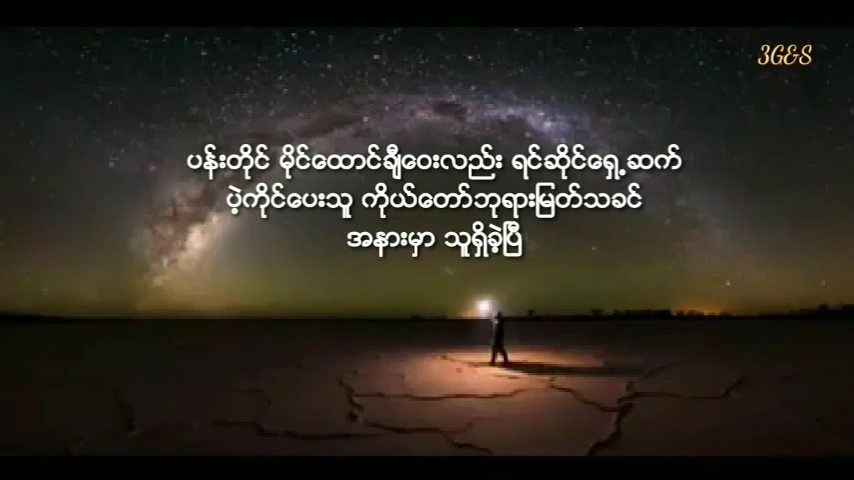 3G&S
ပန်းတိုင် မိုင်ထောင်ချီဝေးလည်း ရင်ဆိုင်ရှေ့ဆက်
ပဲ့ကိုင်ပေးသူ ကိုယ်တော်ဘုရားမြတ်သခင်
အနားမှာ သူရှိခဲ့ပြီ